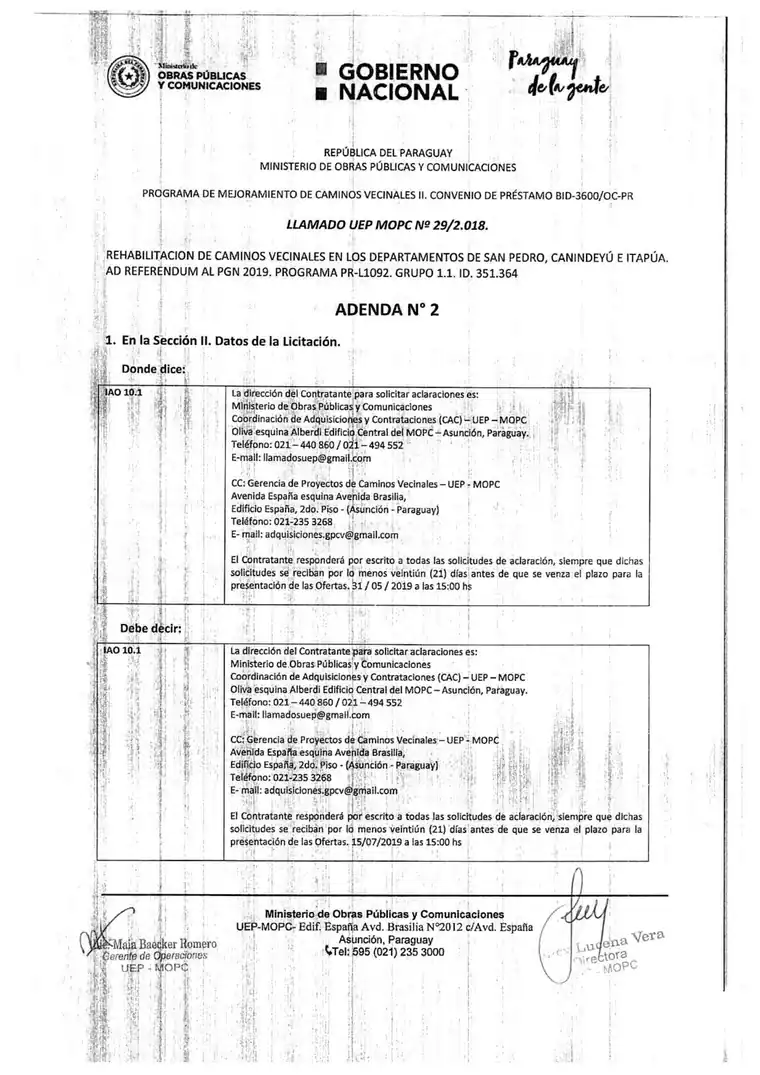 Ministerio de
OBRAS PÚBLICAS
Y COMUNICACIONES
GOBIERNO
NACIONAL
Paraguay
de la gente
REPÚBLICA DEL PARAGUAY
MINISTERIO DE OBRAS PÚBLICAS Y COMUNICACIONES
PROGRAMA DE MEJORAMIENTO DE CAMINOS VECINALES II. CONVENIO DE PRÉSTAMO BID-3600/OC-PR
LLAMADO UEP MOPC Nº 29/2.018.
REHABILITACION DE CAMINOS VECINALES EN LOS DEPARTAMENTOS DE SAN PEDRO, CANINDEYÚ E ITAPÚA.
AD REFERÉNDUM AL PGN 2019. PROGRAMA PR-L1092. GRUPO 1.1. ID. 351.364
ADENDA N° 2
1. En la Sección II. Datos de la Licitación.
Donde dice:
IAO 10.1
La dirección del Contratante para solicitar aclaraciones es:
Ministerio de Obras Públicas y Comunicaciones
Coordinación de Adquisiciones y Contrataciones (CAC) – UEP – MOPC
Oliva esquina Alberdi Edificio Central del MOPC – Asunción, Paraguay.
Teléfono: 021 – 440 860 / 021 – 494 552
E-mail: llamadosuep@gmail.com
CC: Gerencia de Proyectos de Caminos Vecinales – UEP - MOPC
Avenida España esquina Avenida Brasilia,
Edificio España, 2do. Piso - (Asunción - Paraguay)
Teléfono: 021-235 3268
E- mail: adquisiciones.gpcv@gmail.com
El Contratante responderá por escrito a todas las solicitudes de aclaración, siempre que dichas
solicitudes se reciban por lo menos veintiún (21) días antes de que se venza el plazo para la
presentación de las Ofertas. 31 / 05 / 2019 a las 15:00 hs
Debe decir:
IAO 10.1
La dirección del Contratante para solicitar aclaraciones es:
Ministerio de Obras Públicas y Comunicaciones
Coordinación de Adquisiciones y Contrataciones (CAC) – UEP – MOPC
Oliva esquina Alberdi Edificio Central del MOPC – Asunción, Paraguay.
Teléfono: 021 – 440 860 / 021 – 494 552
E-mail: llamadosuep@gmail.com
CC: Gerencia de Proyectos de Caminos Vecinales – UEP - MOPC
Avenida España esquina Avenida Brasilia,
Edificio España, 2do. Piso - (Asunción - Paraguay)
Teléfono: 021-235 3268
E- mail: adquisiciones.gpcv@gmail.com
El Contratante responderá por escrito a todas las solicitudes de aclaración, siempre que dichas
solicitudes se reciban por lo menos veintiún (21) días antes de que se venza el plazo para la
presentación de las Ofertas. 15/07/2019 a las 15:00 hs
Ministerio de Obras Públicas y Comunicaciones
UEP-MOPC- Edif. España Avd. Brasilia N°2012 c/Avd. España
Asunción, Paraguay
Tel: 595 (021) 235 3000
Maia Baecker Romero
Gerente de Operaciones
UEP - MOPC
Lucena Vera
Directora
- MOPC